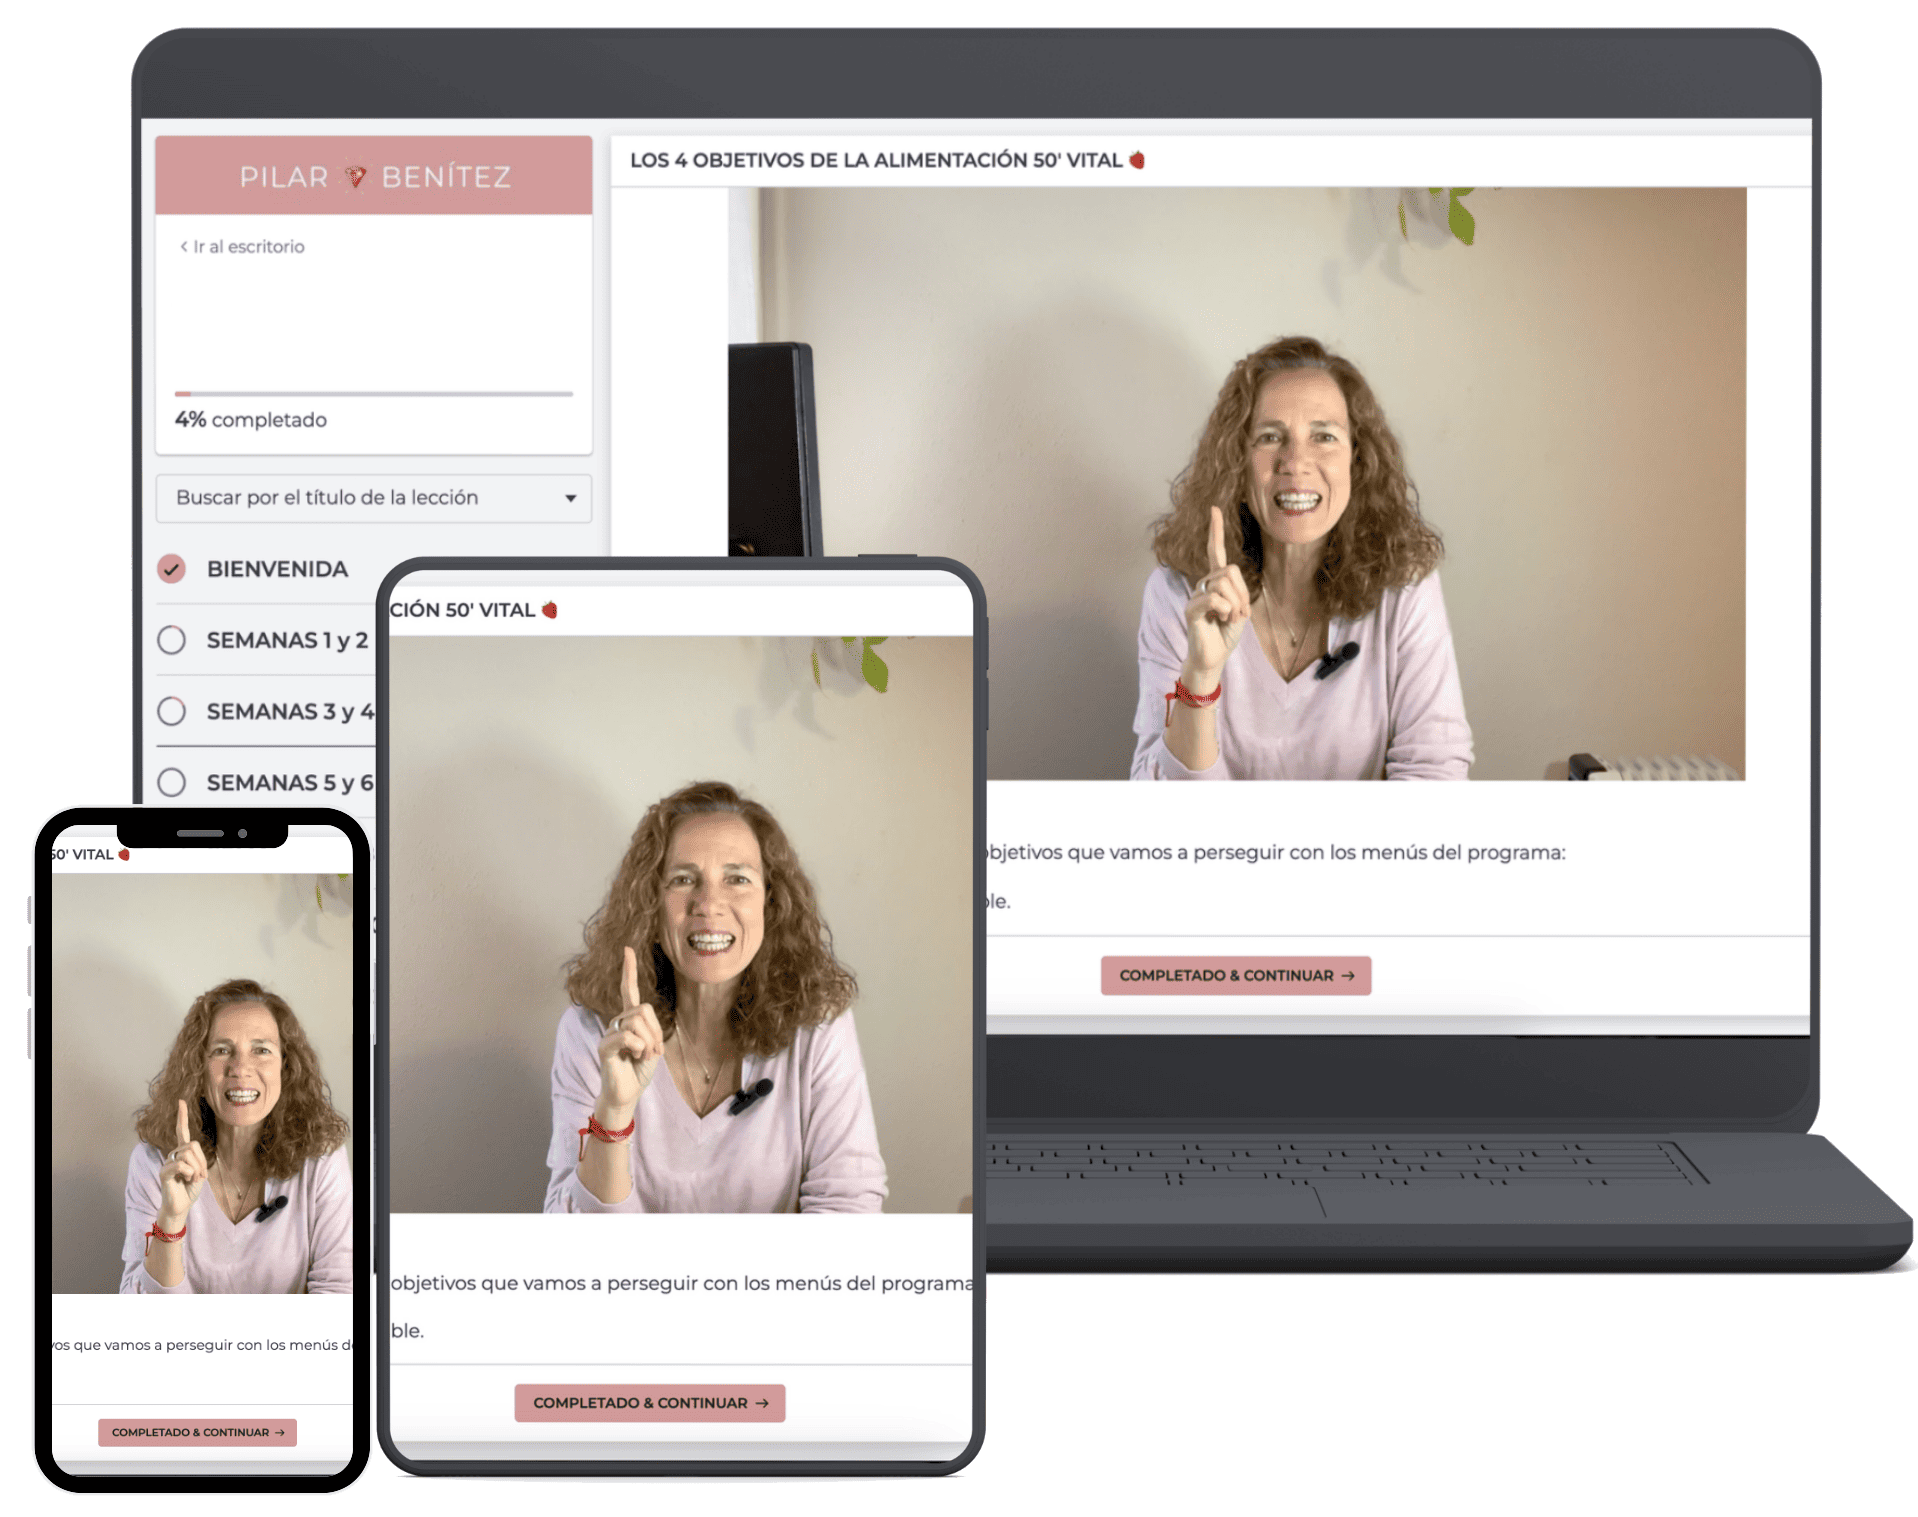 PILAR BENÍTEZ
< Ir al escritorio
4% completado
Buscar por el título de la lección
BIENVENIDA
SEMANAS 1 y 2
SEMANAS 3 y 4
SEMANAS 5 y 6
LOS 4 OBJETIVOS DE LA ALIMENTACIÓN 50' VITAL
objetivos que vamos a perseguir con los menús del programa:
ble.
COMPLETADO & CONTINUAR →
CIÓN 50' VITAL
objetivos que vamos a perseguir con los menús del programa
ble.
COMPLETADO & CONTINUAR →
50' VITAL
vos que vamos a perseguir con los menús d
COMPLETADO & CONTINUAR →